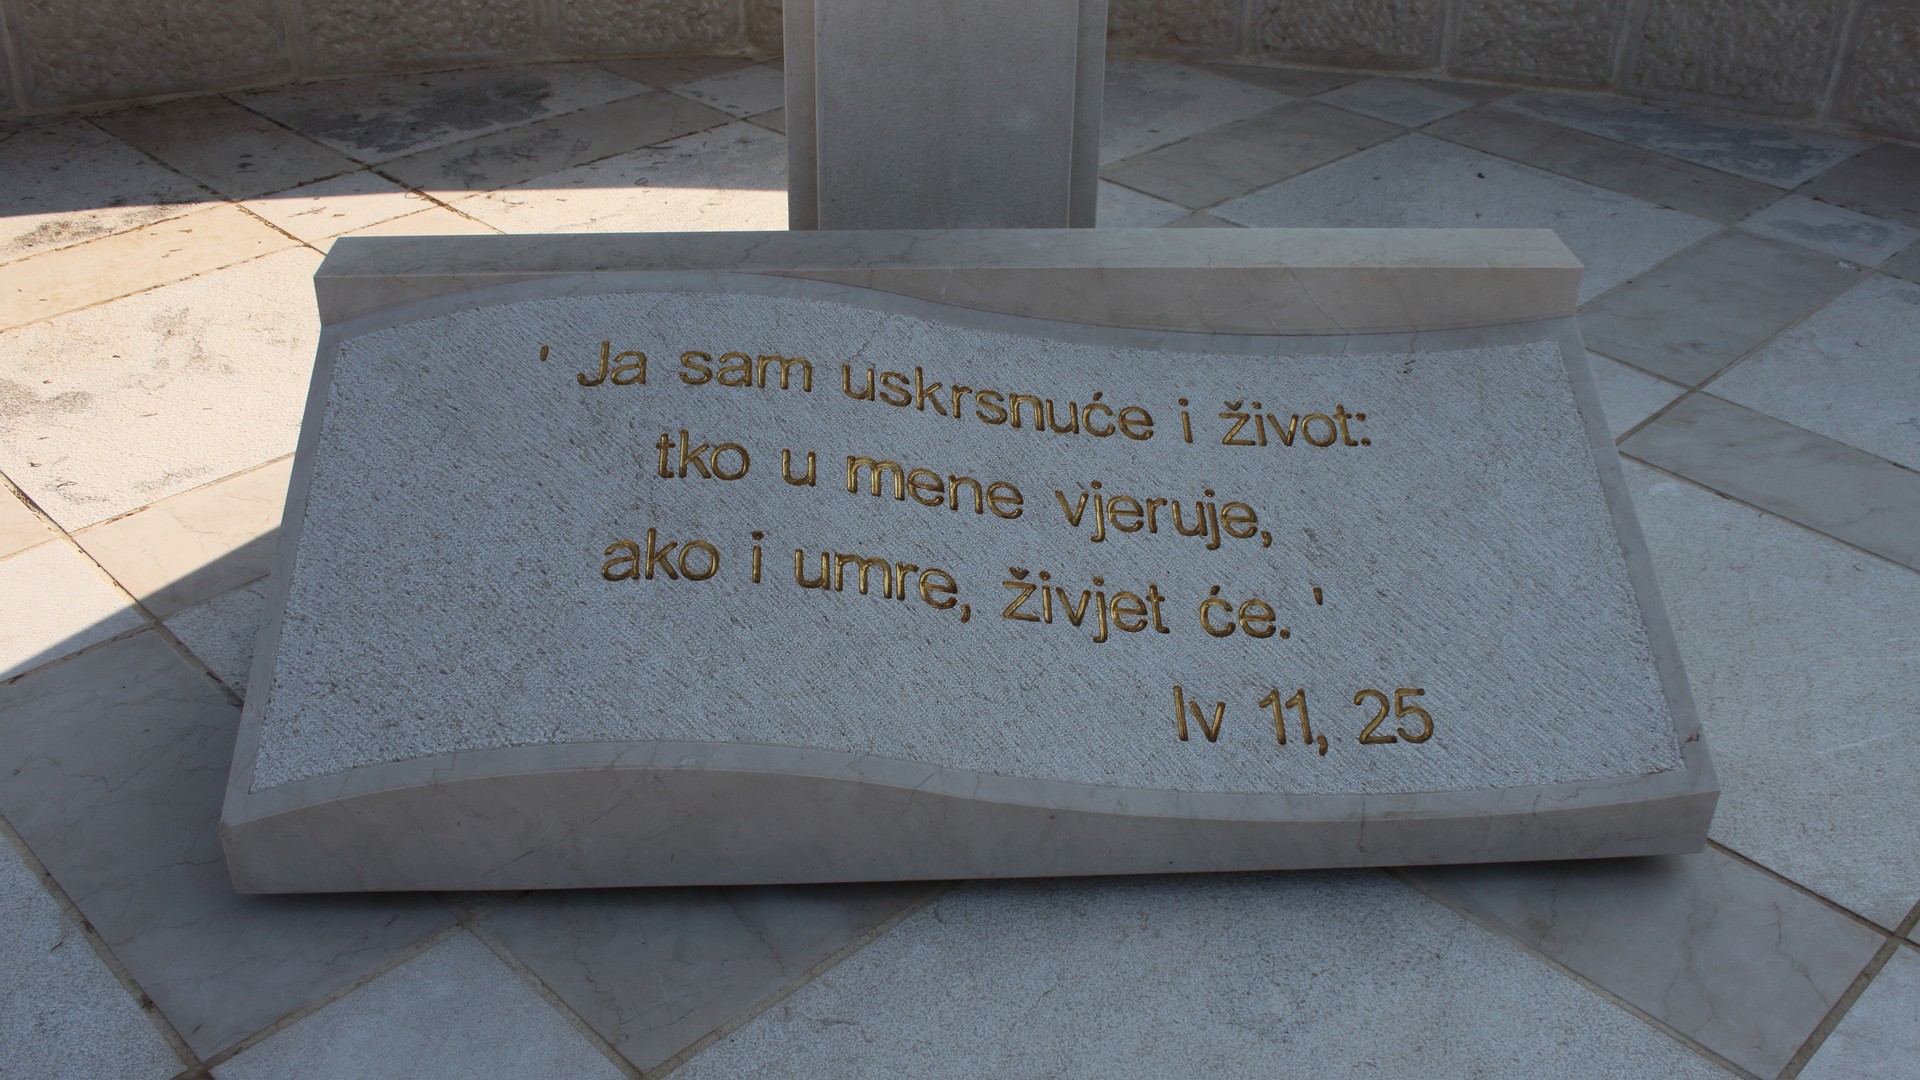 ' Ja sam uskrsnuće i život:
tko u mene vjeruje,
ako i umre, živjet će. '
Iv 11, 25